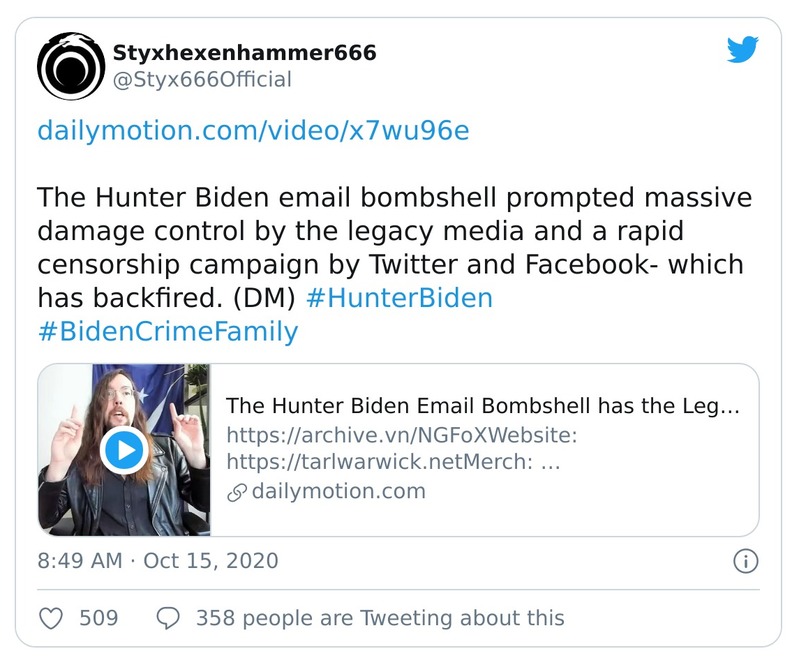 Styxhexenhammer666
@Styx666Official
dailymotion.com/video/x7wu96e
The Hunter Biden email bombshell prompted massive
damage control by the legacy media and a rapid
censorship campaign by Twitter and Facebook- which
has backfired. (DM) #HunterBiden
#BidenCrimeFamily
The Hunter Biden Email Bombshell has the Leg...
https://archive.vn/NGFoXWebsite:
https://tarlwarwick.netMerch: ...
dailymotion.com
8:49 AM · Oct 15, 2020
509 358 people are Tweeting about this